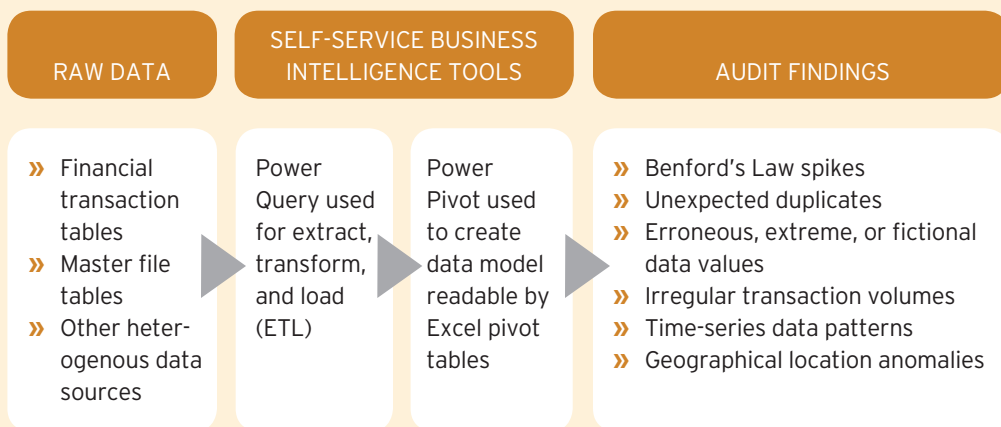 RAW DATA
SELF-SERVICE BUSINESS
INTELLIGENCE TOOLS
AUDIT FINDINGS
» Financial
transaction
tables
» Master file
tables
» Other heter-
ogenous data
sources
Power
Query used
for extract,
transform,
and load
(ETL)
Power
Pivot used
to create
data model
readable by
Excel pivot
tables
» Benford's Law spikes
» Unexpected duplicates
» Erroneous, extreme, or fictional
data values
» Irregular transaction volumes
» Time-series data patterns
» Geographical location anomalies